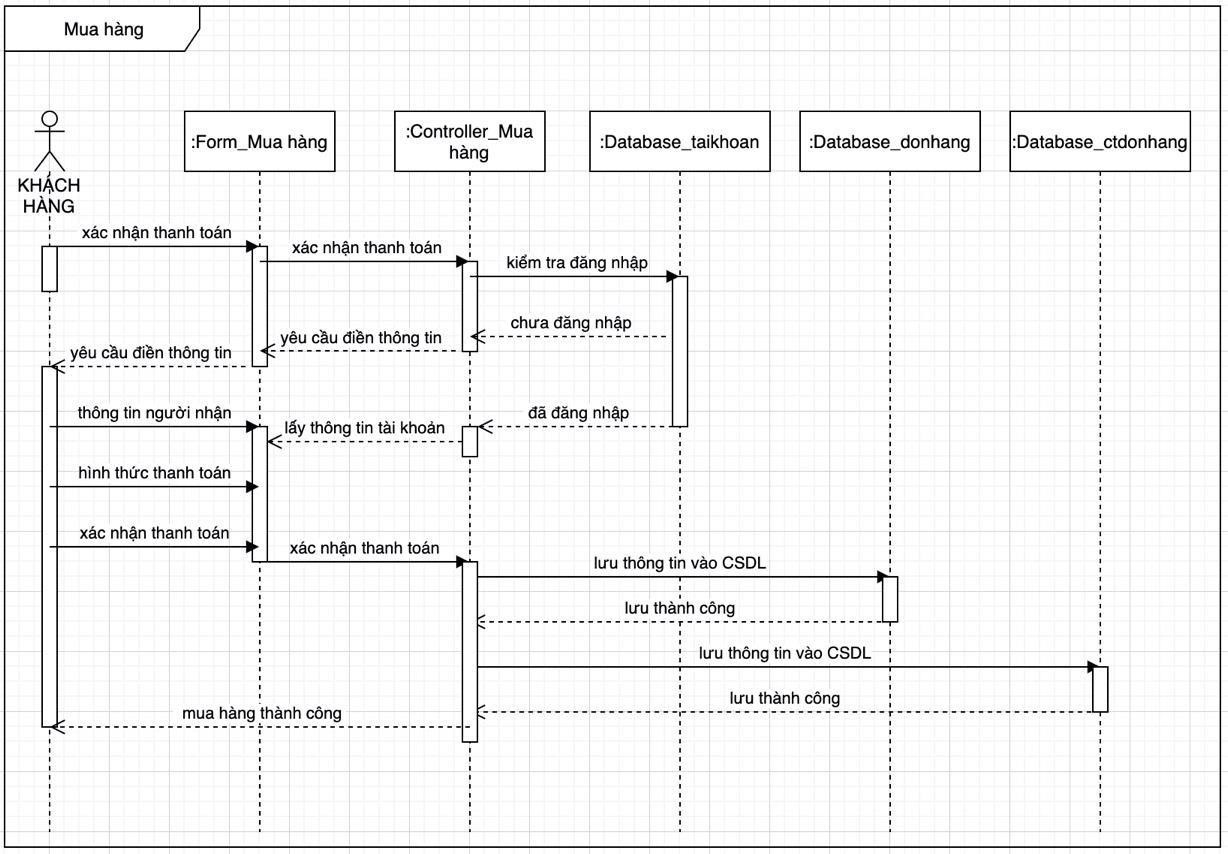 Mua hàng
:Form_Mua hàng
:Controller_Mua
hàng
:Database_taikhoan
:Database_donhang
:Database_ctdonhang
KHÁCH
HÀNG
xác nhận thanh toán
xác nhận thanh toán
kiểm tra đăng nhập
chưa đăng nhập
yêu cầu điền thông tin
yêu cầu điền thông tin
thông tin người nhận
đã đăng nhập
lấy thông tin tài khoản
hình thức thanh toán
xác nhận thanh toán
xác nhận thanh toán
lưu thông tin vào CSDL
lưu thành công
lưu thông tin vào CSDL
lưu thành công
mua hàng thành công